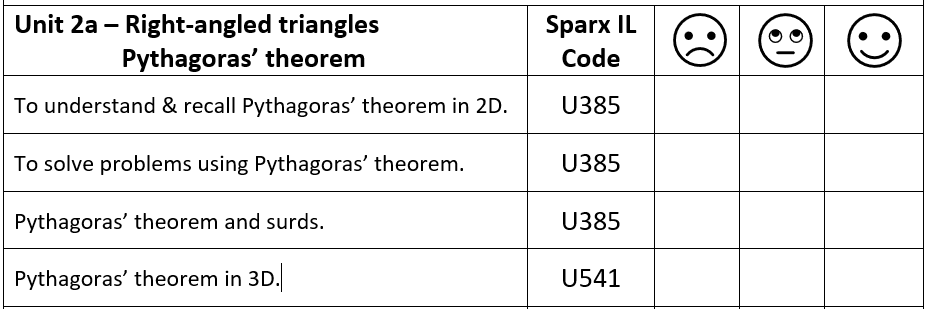 Unit 2a – Right-angled triangles
Pythagoras’ theorem
Sparx IL
Code
To understand & recall Pythagoras’ theorem in 2D.
U385
To solve problems using Pythagoras’ theorem.
U385
Pythagoras’ theorem and surds.
U385
Pythagoras’ theorem in 3D.
U541